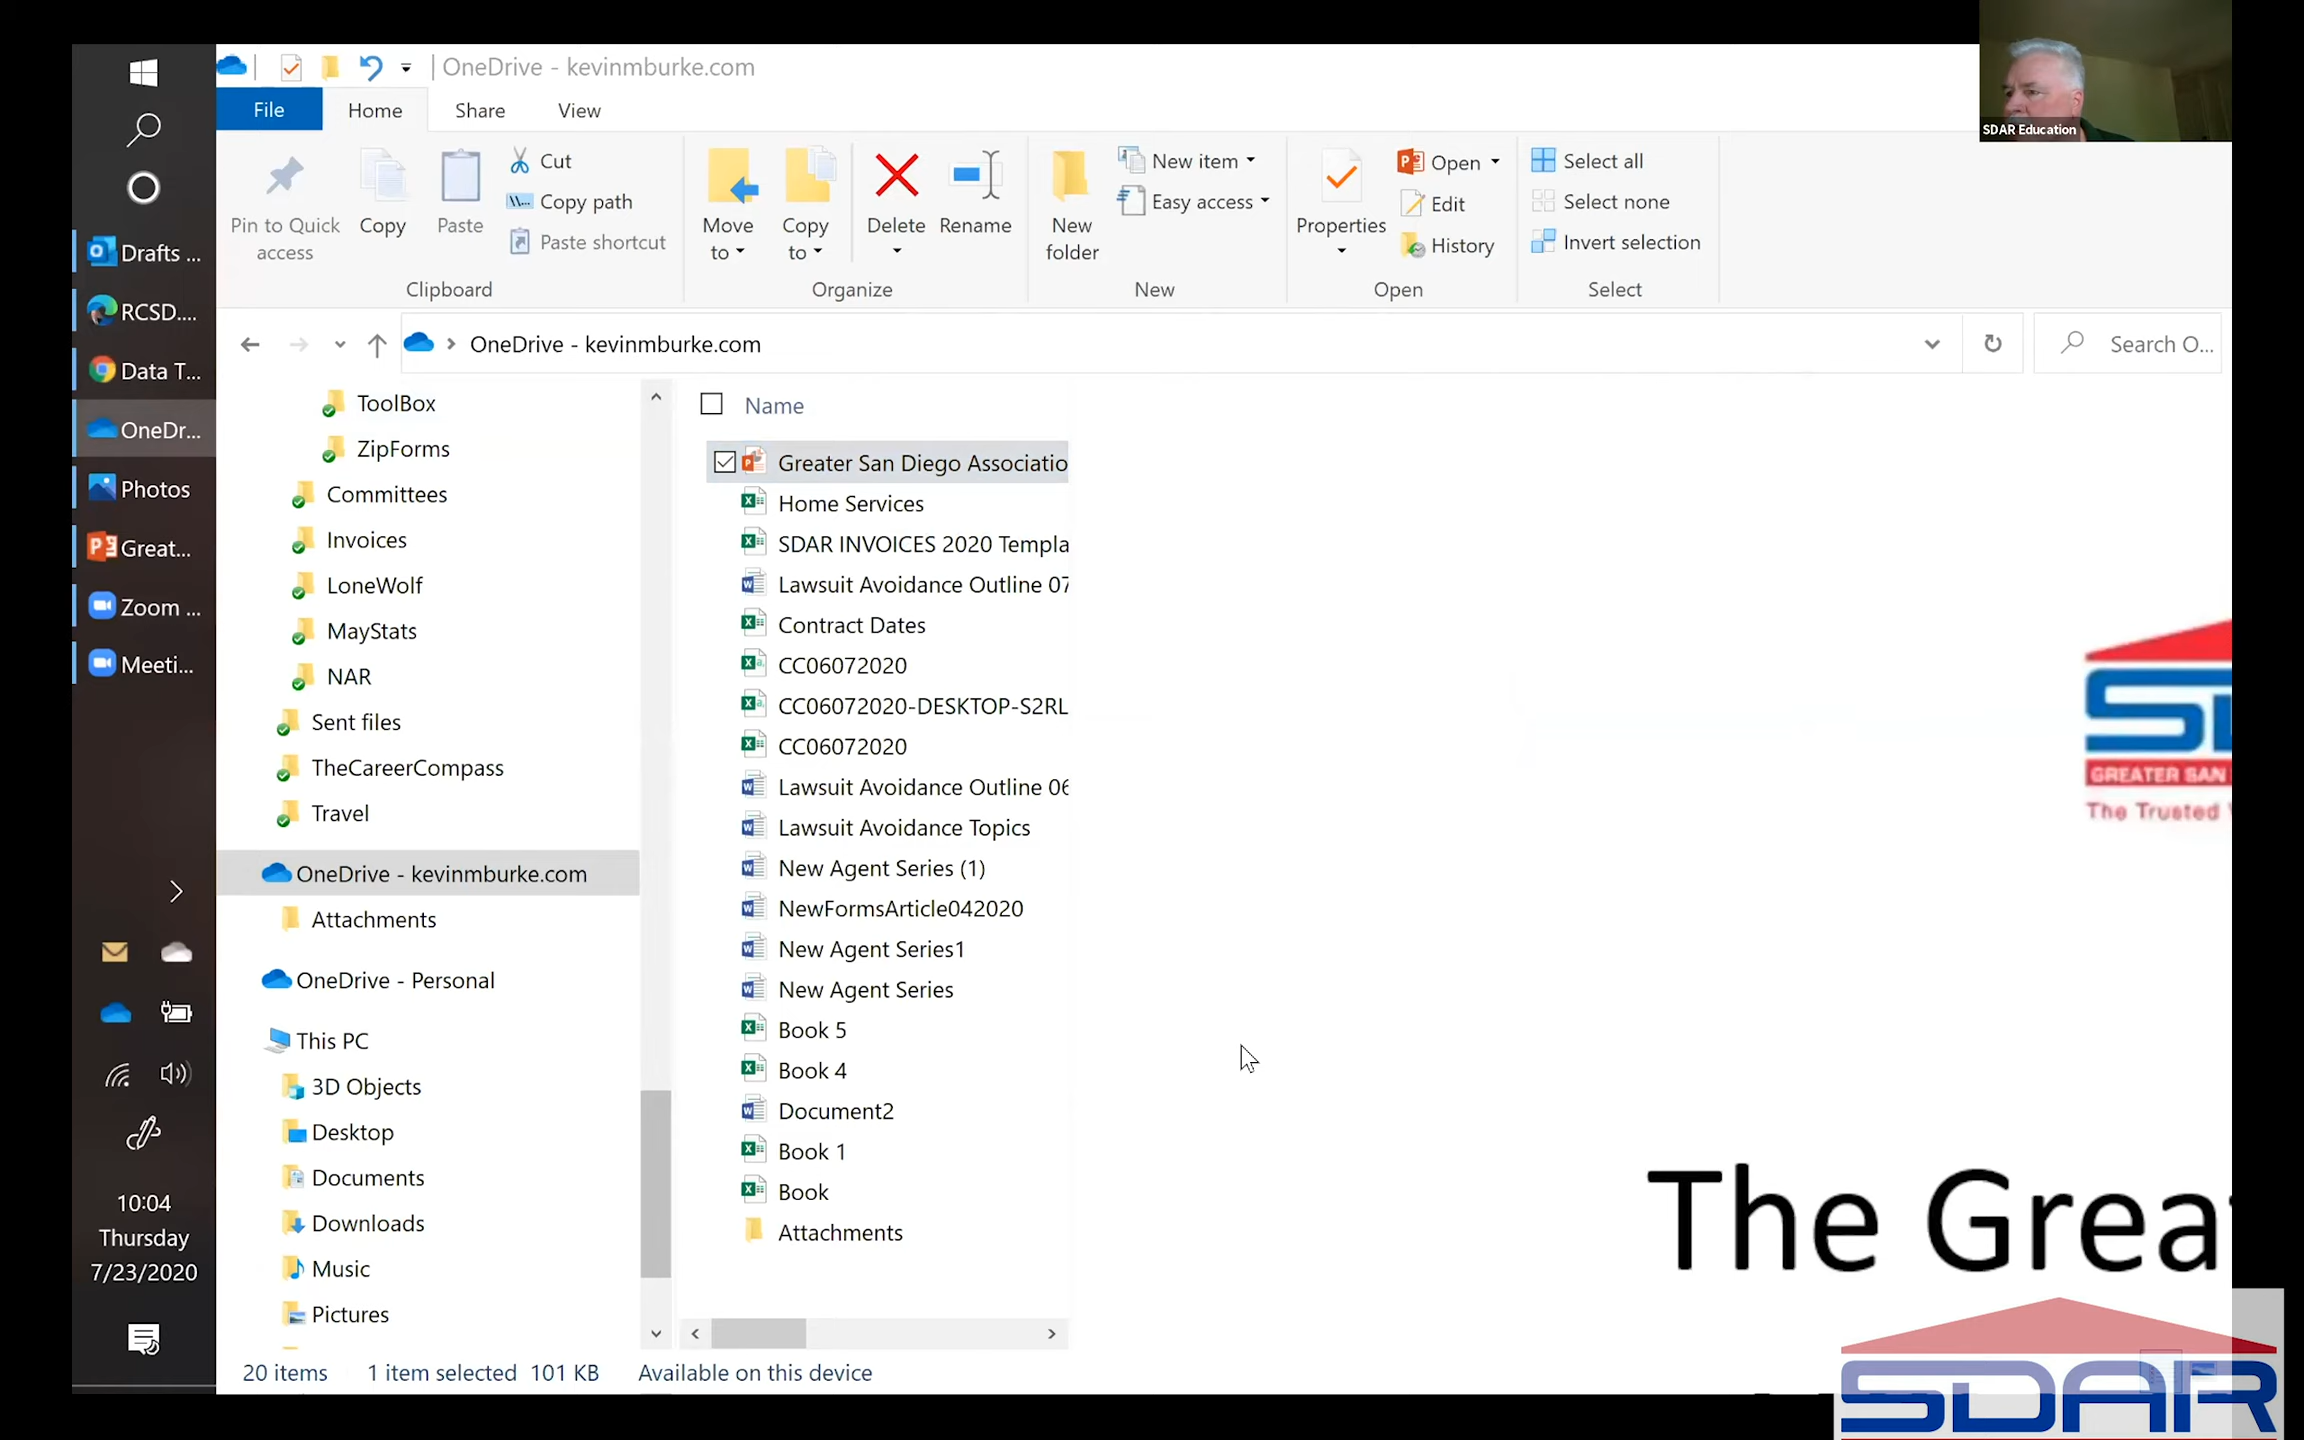 OneDrive - kevinmburke.com
SDAR Education
File
Home
Share
View
Pin to Quick access
Copy
Paste
Cut
Copy path
Paste shortcut
Clipboard
Move to
Copy to
Delete
Rename
Organize
New folder
New item
Easy access
New
Properties
Open
Edit
History
Open
Select all
Select none
Invert selection
Select
OneDrive - kevinmburke.com
Search O...
Drafts ...
RCSD....
Data T...
OneDr...
Photos
Great...
Zoom ...
Meeti...
10:04
Thursday
7/23/2020
ToolBox
ZipForms
Committees
Invoices
LoneWolf
MayStats
NAR
Sent files
TheCareerCompass
Travel
OneDrive - kevinmburke.com
Attachments
OneDrive - Personal
This PC
3D Objects
Desktop
Documents
Downloads
Music
Pictures
Name
Greater San Diego Associatio
Home Services
SDAR INVOICES 2020 Templa
Lawsuit Avoidance Outline 07
Contract Dates
CC06072020
CC06072020-DESKTOP-S2RL
CC06072020
Lawsuit Avoidance Outline 06
Lawsuit Avoidance Topics
New Agent Series (1)
NewFormsArticle042020
New Agent Series1
New Agent Series
Book 5
Book 4
Document2
Book 1
Book
Attachments
20 items
1 item selected 101 KB
Available on this device
GREATER SAN
The Trusted
The Grea
SDAR